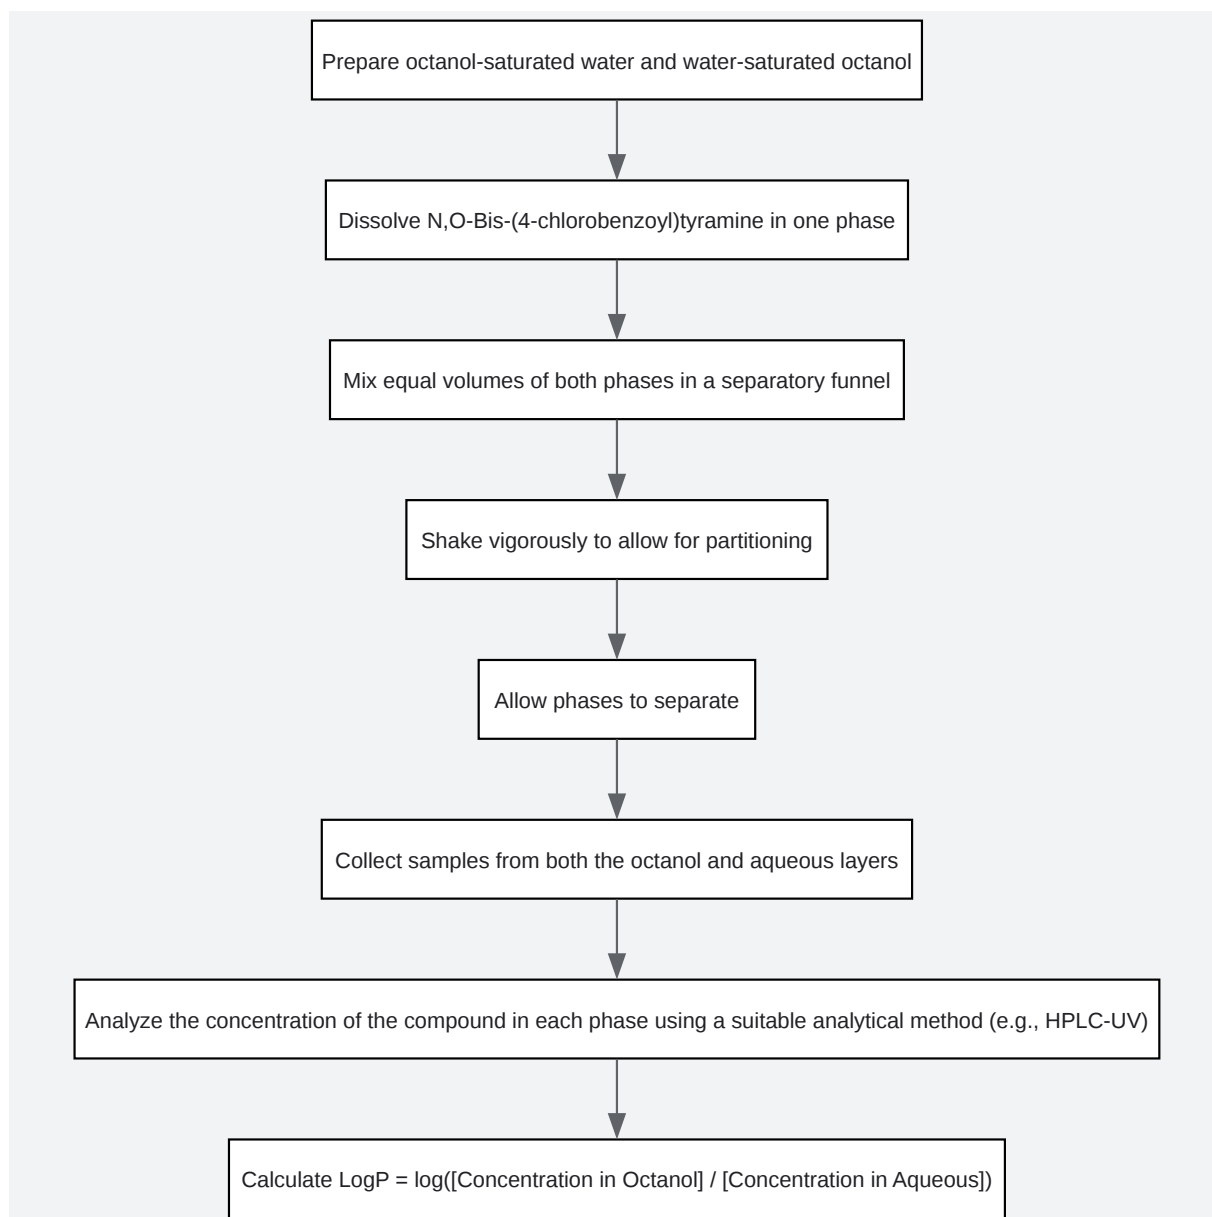 Prepare octanol-saturated water and water-saturated octanol
Dissolve N,O-Bis-(4-chlorobenzoyl)tyramine in one phase
Mix equal volumes of both phases in a separatory funnel
Shake vigorously to allow for partitioning
Allow phases to separate
Collect samples from both the octanol and aqueous layers
Analyze the concentration of the compound in each phase using a suitable analytical method (e.g., HPLC-UV)
Calculate LogP = log([Concentration in Octanol] / [Concentration in Aqueous])